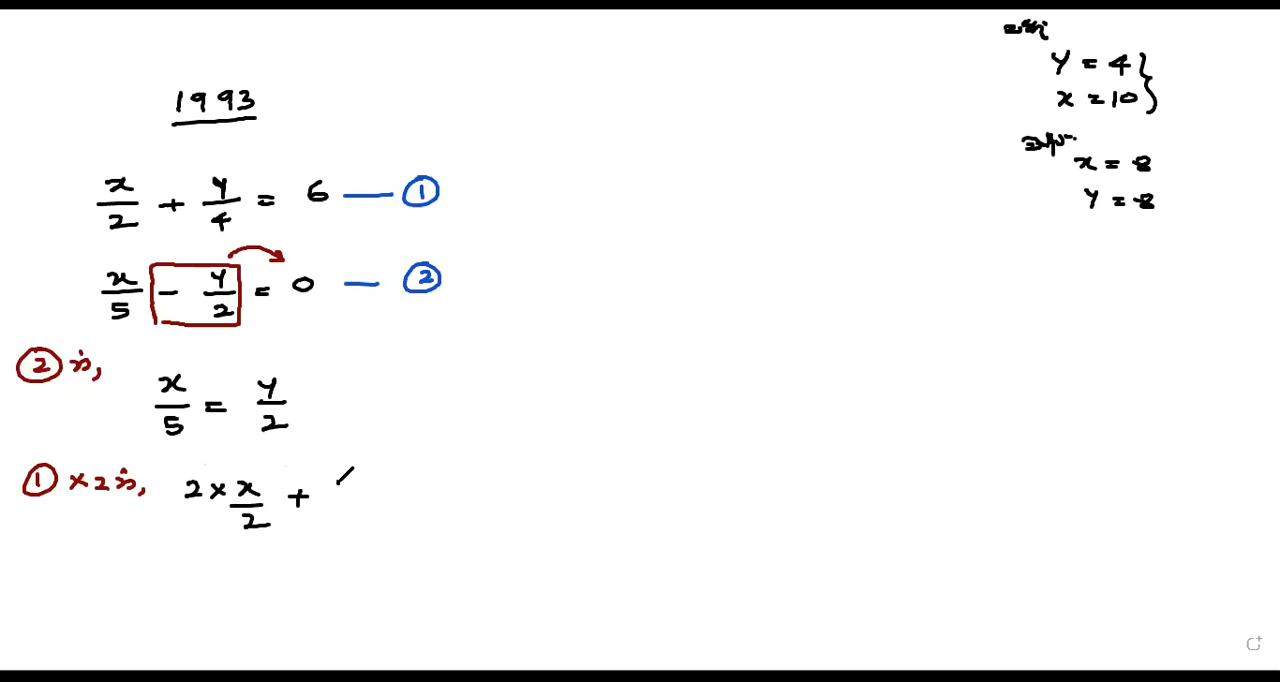 1993
x/2 + y/4 = 6 — ①
x/5 - y/2 = 0 — ②
② න්,
x/5 = y/2
① × 2 න්, 2 × x/2 +
y = 4
x = 10
x = 8
y = 8